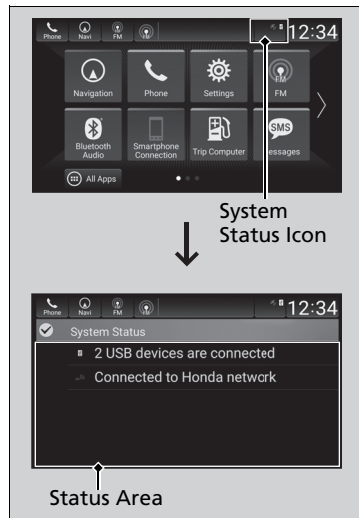 Phone Navi FM 12:34
FM
Navigation Phone Settings FM
SMS
Bluetooth Audio Smartphone Connection Trip Computer Messages
All Apps
System
Status Icon
Phone Navi FM 12:34
System Status
2 USB devices are connected
Connected to Honda network
Status Area